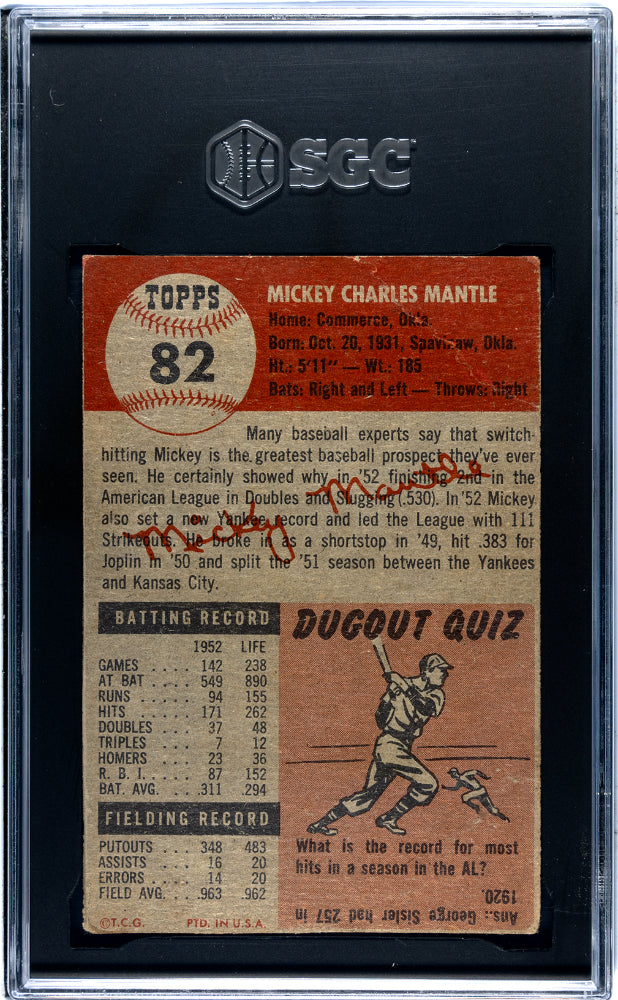 SGC
TOPPS
82
MICKEY CHARLES MANTLE
Home: Commerce, Okla.
Born: Oct. 20, 1931, Spavinaw, Okla.
Ht.: 5'11" — Wt.: 185
Bats: Right and Left — Throws: Right
Many baseball experts say that switch-
hitting Mickey is the greatest baseball prospect they've ever
seen. He certainly showed why in '52 finishing 2nd in the
American League in Doubles and Slugging (.530). In '52 Mickey
also set a new Yankee record and led the League with 111
Strikeouts. He broke in as a shortstop in '49, hit .383 for
Joplin in '50 and split the '51 season between the Yankees
and Kansas City.
Mickey Mantle
BATTING RECORD
1952 LIFE
GAMES .... 142 238
AT BAT .... 549 890
RUNS ..... 94 155
HITS ..... 171 262
DOUBLES ... 37 48
TRIPLES .... 7 12
HOMERS ... 23 36
R. B. I. .... 87 152
BAT. AVG. .. .311 .294
FIELDING RECORD
PUTOUTS ... 348 483
ASSISTS .... 16 20
ERRORS .... 14 20
FIELD AVG. .. .963 .962
©T.C.G. PTD. IN U.S.A.
DUGOUT QUIZ
What is the record for most
hits in a season in the AL?
Ans.: George Sisler had 257 in
1920.